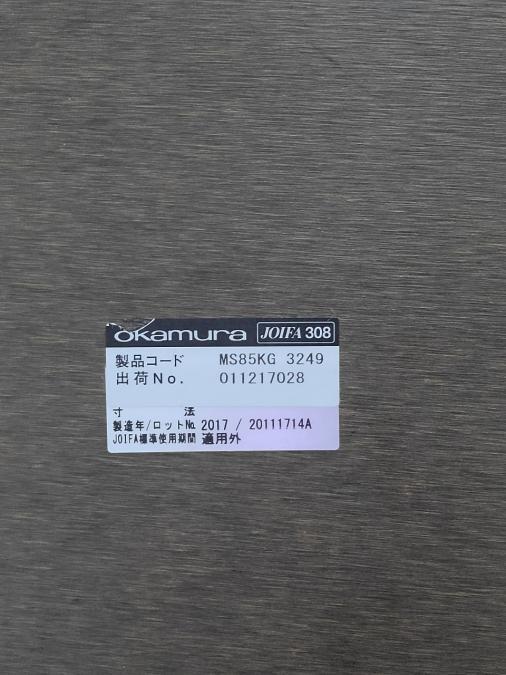 okamura JOIFA 308
製品コード MS85KG 3249
出荷No. 011217028
寸 法
製造年/ロット№ 2017 / 20111714A
JOIFA標準使用期間 適用外